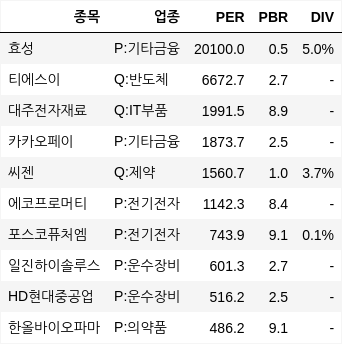 종목 업종 PER PBR DIV
효성 P:기타금융 20100.0 0.5 5.0%
티에스이 Q:반도체 6672.7 2.7 -
대주전자재료 Q:IT부품 1991.5 8.9 -
카카오페이 P:기타금융 1873.7 2.5 -
씨젠 Q:제약 1560.7 1.0 3.7%
에코프로머티 P:전기전자 1142.3 8.4 -
포스코퓨처엠 P:전기전자 743.9 9.1 0.1%
일진하이솔루스 P:운수장비 601.3 2.7 -
HD현대중공업 P:운수장비 516.2 2.5 -
한올바이오파마 P:의약품 486.2 9.1 -